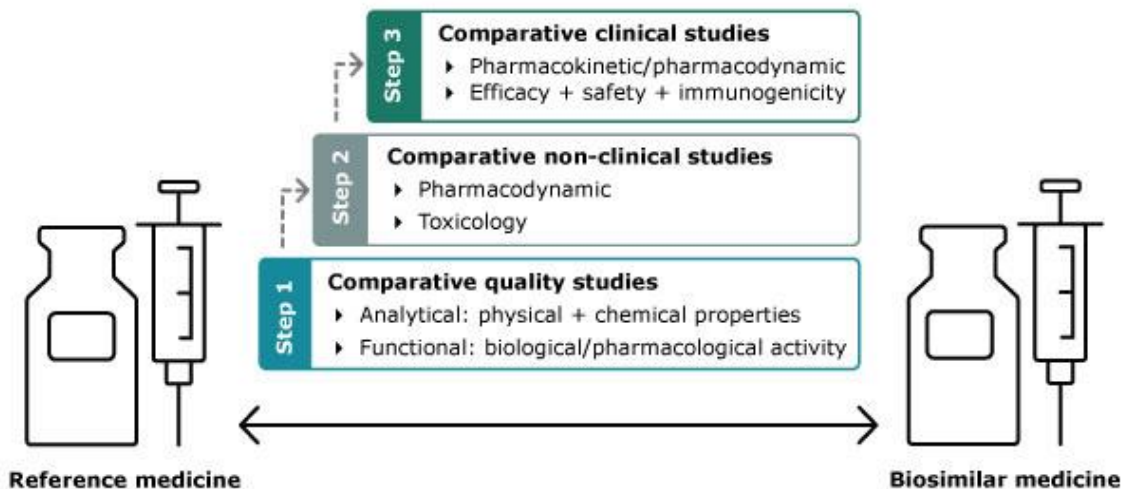 Step 3
Comparative clinical studies
Pharmacokinetic/pharmacodynamic
Efficacy + safety + immunogenicity
Step 2
Comparative non-clinical studies
Pharmacodynamic
Toxicology
Step 1
Comparative quality studies
Analytical: physical + chemical properties
Functional: biological/pharmacological activity
Reference medicine
Biosimilar medicine